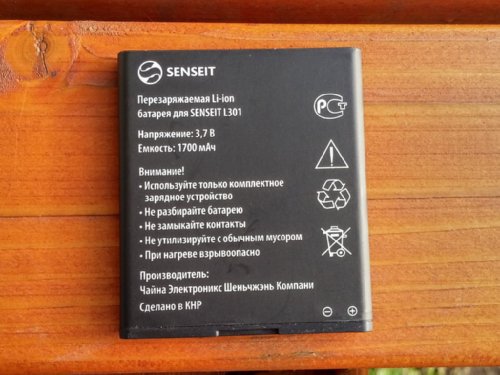 SENSEIT
Перезаряжаемая Li-ion
батарея для SENSEIT L301
Напряжение: 3,7 В
Емкость: 1700 мАч
Внимание!
• Используйте только комплектное
зарядное устройство
• Не разбирайте батарею
• Не замыкайте контакты
• Не утилизируйте с обычным мусором
• При нагреве взрывоопасно
Производитель:
Чайна Электроникс Шеньчжэнь Компани
Сделано в КНР